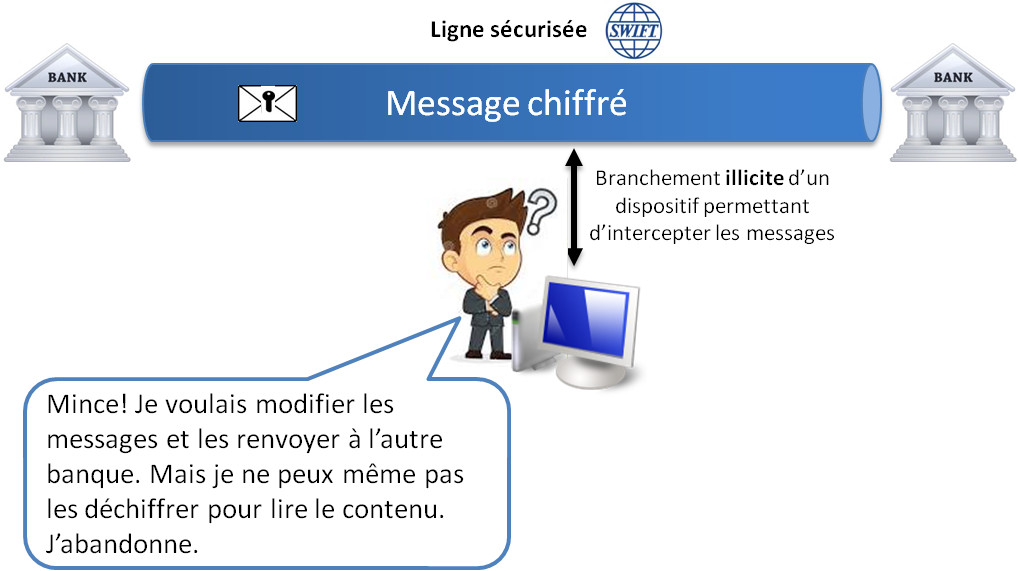 Ligne sécurisée
SWIFT
BANK
BANK
Message chiffré
Branchement illicite d’un
dispositif permettant
d’intercepter les messages
?
Mince! Je voulais modifier les
messages et les renvoyer à l’autre
banque. Mais je ne peux même pas
les déchiffrer pour lire le contenu.
J’abandonne.